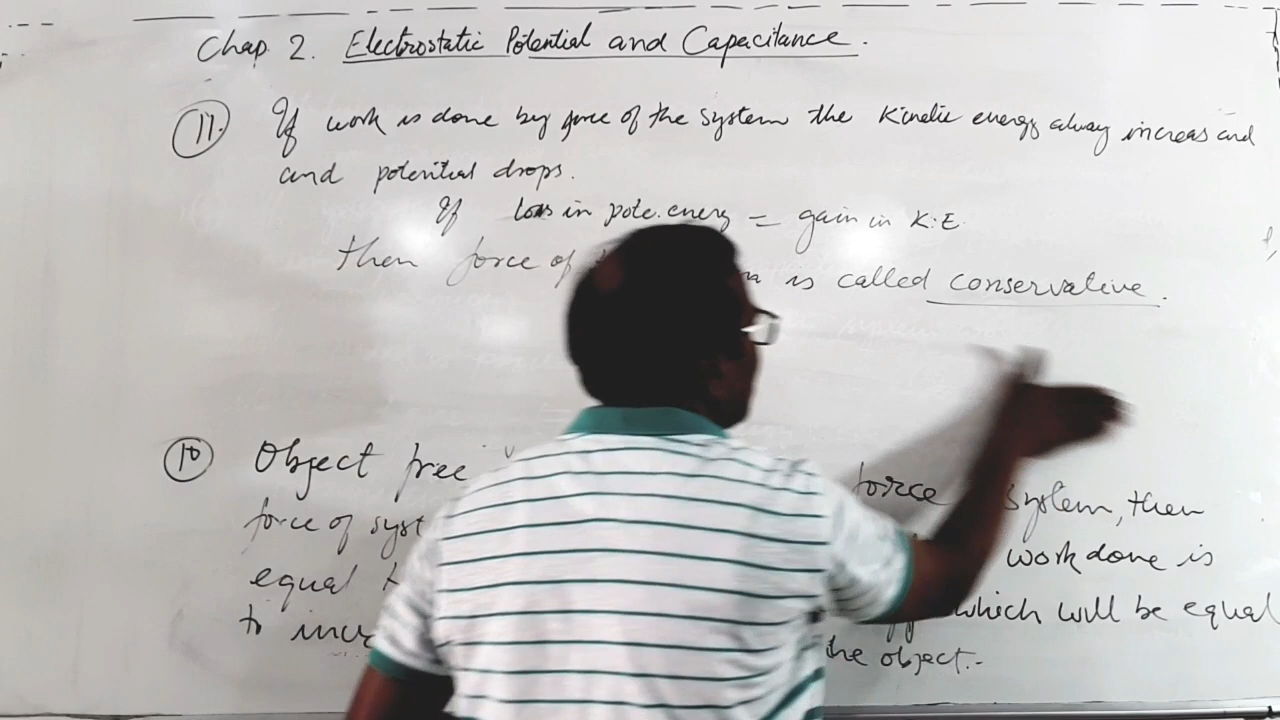 Chap 2. Electrostatic Potential and Capacitance.
11. If work is done by force of the system the kinetic energy alway increas and
and potential drops.
If loss in pote. energy = gain in K.E.
then force of is called conservative.
10 Object free force system, then
force of syst
equal workdone is
to incr which will be equal
the object.-